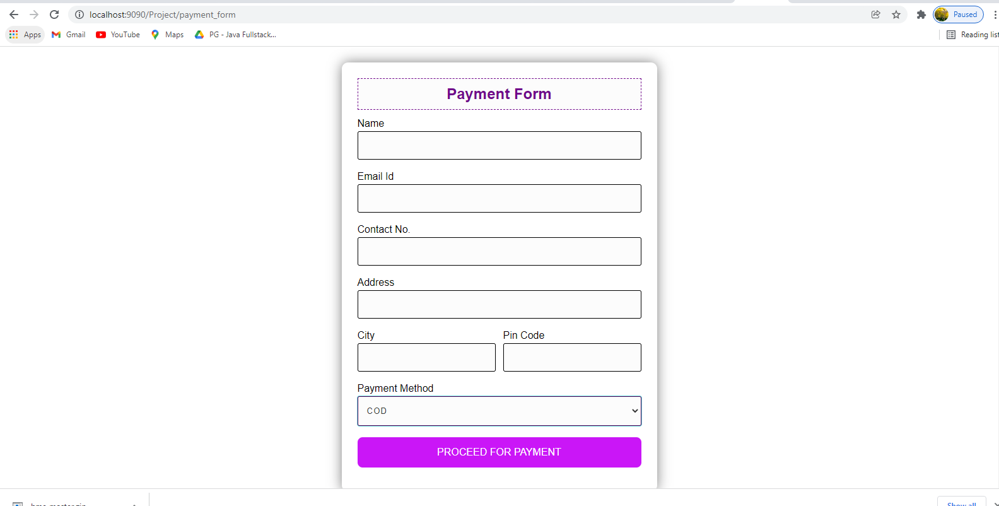 localhost:9090/Project/payment_form
Paused
Apps
Gmail
YouTube
Maps
PG - Java Fullstack...
Reading list
Payment Form
Name
Email Id
Contact No.
Address
City
Pin Code
Payment Method
COD
PROCEED FOR PAYMENT
Show all